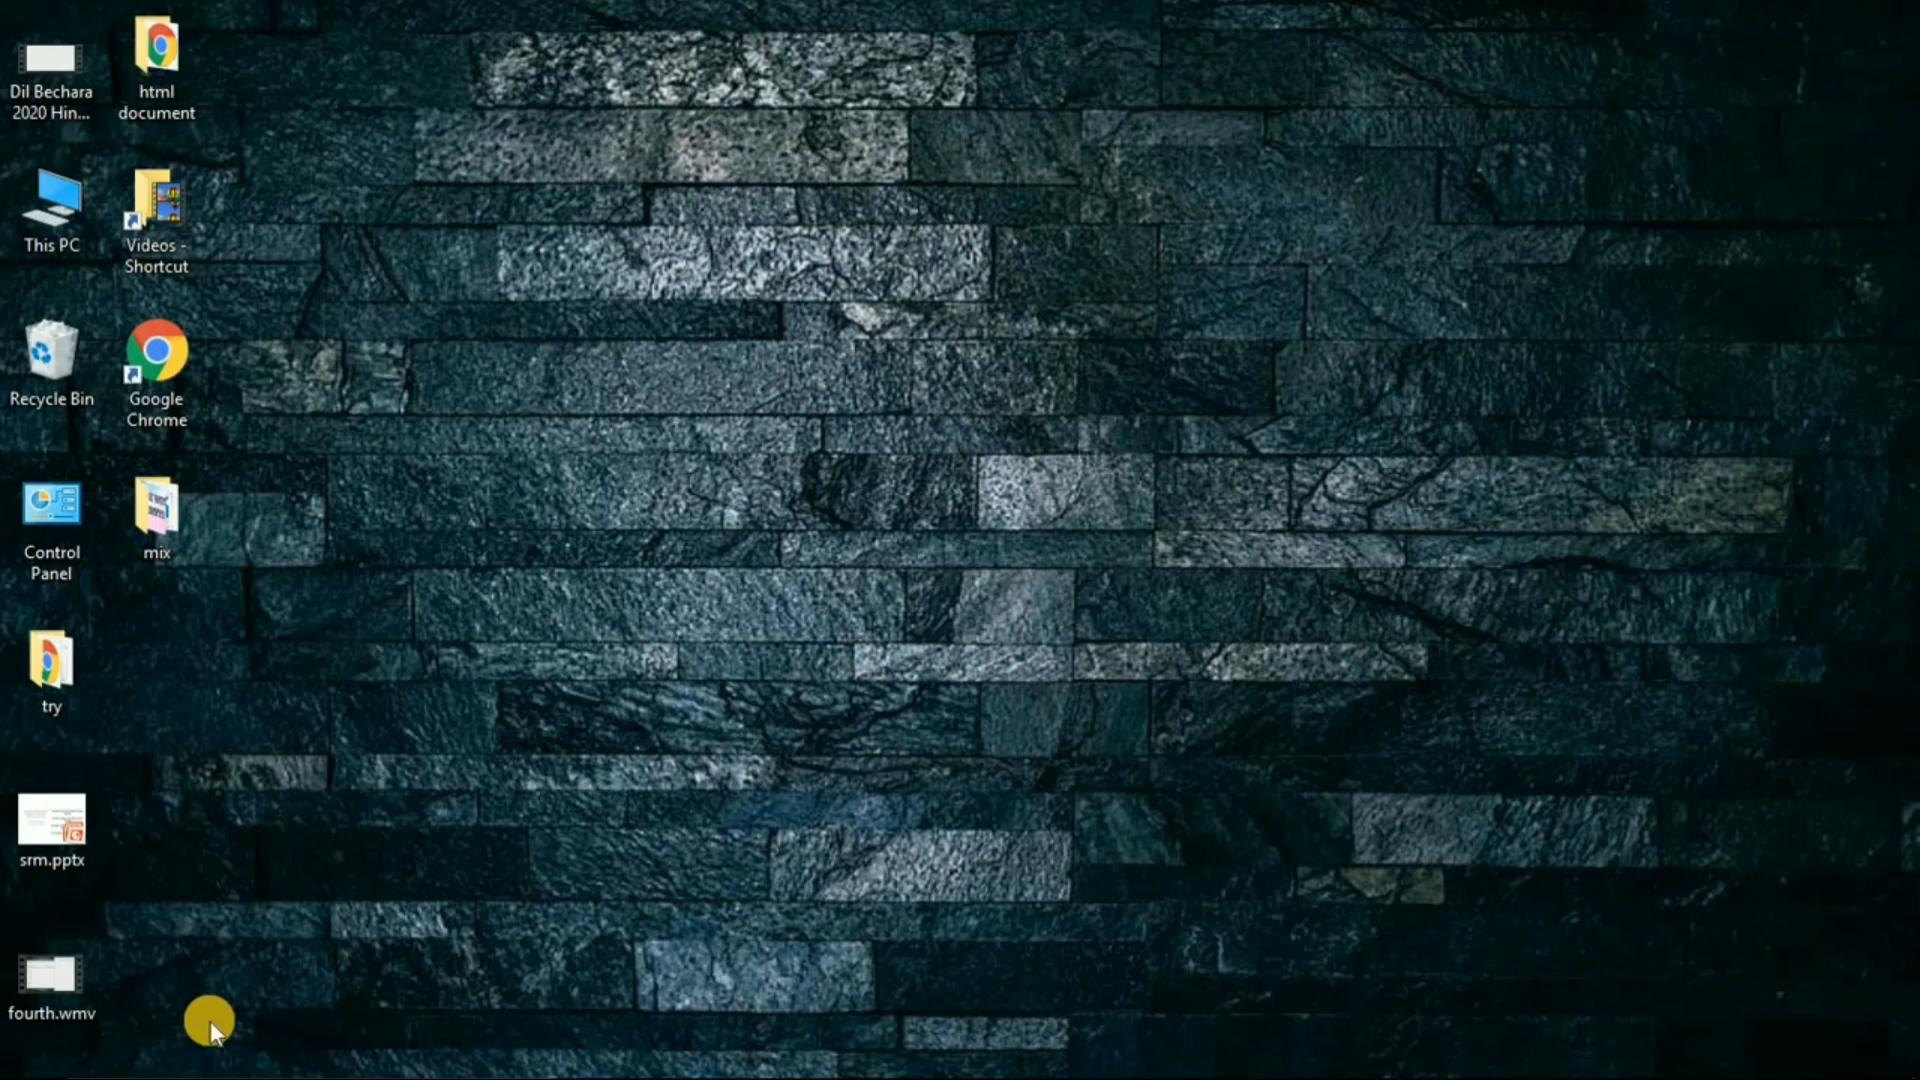 Dil Bechara
2020 Hin...
html
document
This PC
Videos -
Shortcut
Recycle Bin
Google
Chrome
Control
Panel
mix
try
srm.pptx
fourth.wmv